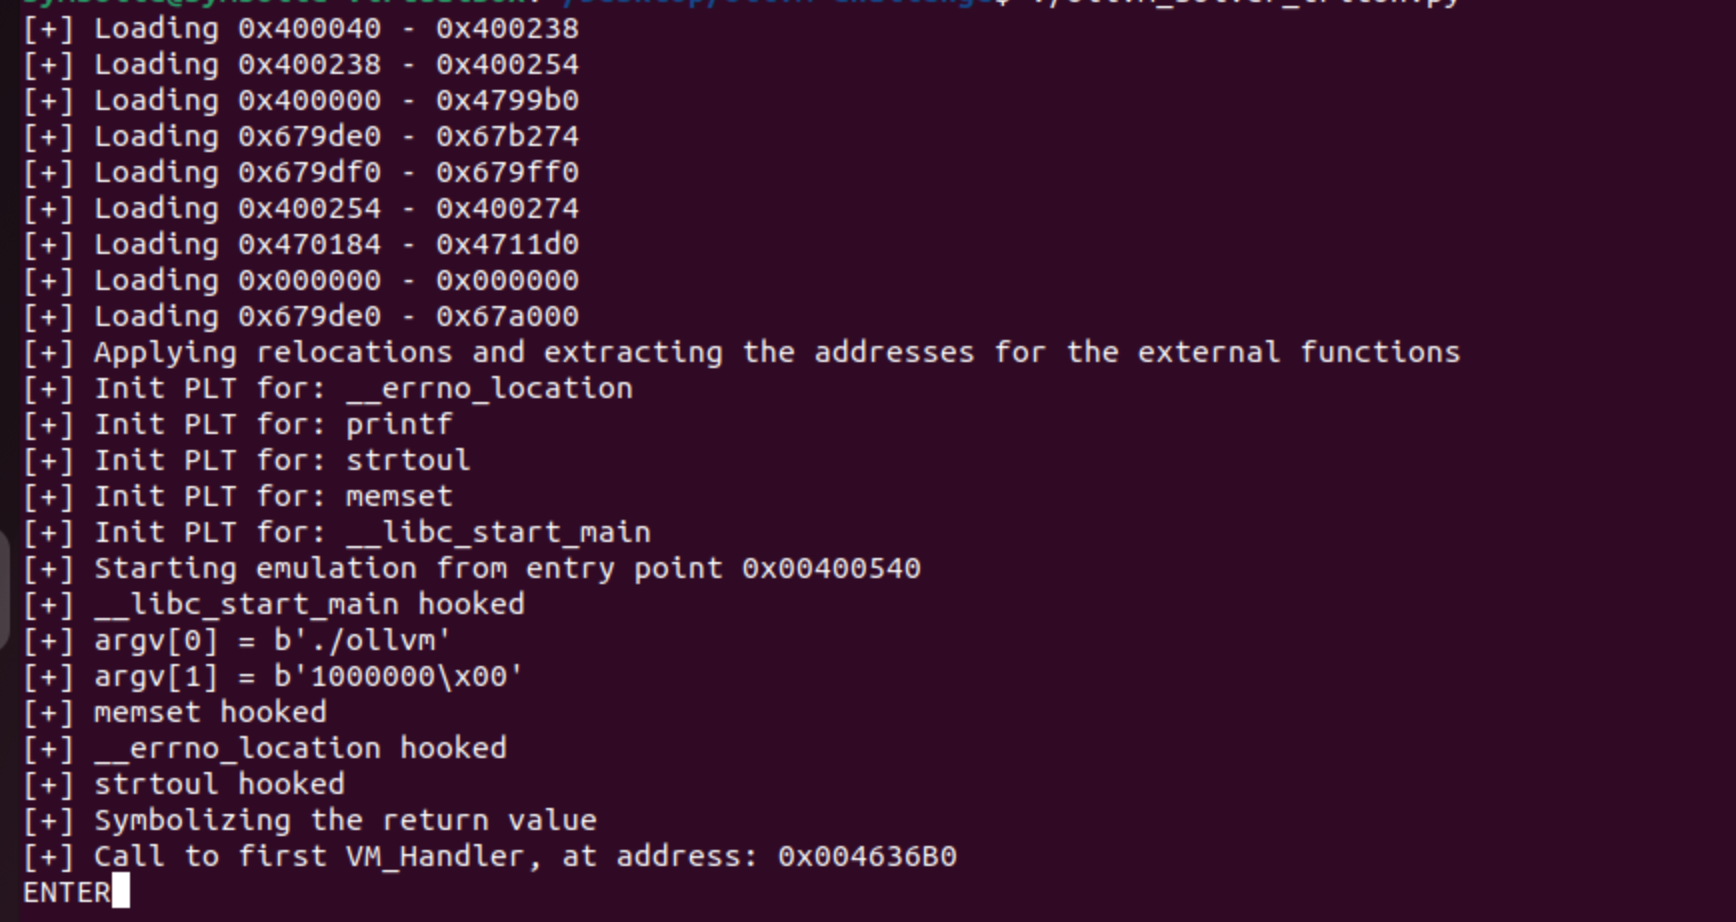 [+] Loading 0x400040 - 0x400238
[+] Loading 0x400238 - 0x400254
[+] Loading 0x400000 - 0x4799b0
[+] Loading 0x679de0 - 0x67b274
[+] Loading 0x679df0 - 0x679ff0
[+] Loading 0x400254 - 0x400274
[+] Loading 0x470184 - 0x4711d0
[+] Loading 0x000000 - 0x000000
[+] Loading 0x679de0 - 0x67a000
[+] Applying relocations and extracting the addresses for the external functions
[+] Init PLT for: __errno_location
[+] Init PLT for: printf
[+] Init PLT for: strtoul
[+] Init PLT for: memset
[+] Init PLT for: __libc_start_main
[+] Starting emulation from entry point 0x00400540
[+] __libc_start_main hooked
[+] argv[0] = b'./ollvm'
[+] argv[1] = b'1000000\x00'
[+] memset hooked
[+] __errno_location hooked
[+] strtoul hooked
[+] Symbolizing the return value
[+] Call to first VM_Handler, at address: 0x004636B0
ENTER